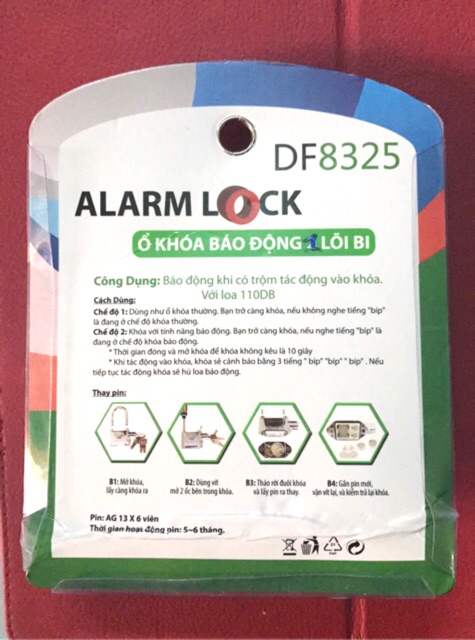 DF8325
ALARM LOCK
Ổ KHÓA BÁO ĐỘNG 1 LÕI BI
Công Dụng: Báo động khi có trộm tác động vào khóa.
Với loa 110DB
Cách Dùng:
Chế độ 1: Dùng như ổ khóa thường. Bạn trở càng khóa, nếu không nghe tiếng "bíp"
là đang ở chế độ khóa thường.
Chế độ 2: Khóa với tính năng báo động. Bạn trở càng khóa, nếu nghe tiếng "bíp" là
đang ở chế độ khóa báo động.
* Thời gian đóng và mở khóa để khóa không kêu là 10 giây
* Khi tác động vào khóa, khóa sẽ cảnh báo bằng 3 tiếng " bíp" "bíp" " bíp" . Nếu
tiếp tục tác động khóa sẽ hú loa báo động.
Thay pin:
B1: Mở khóa,
lấy càng khóa ra
B2: Dùng vít
mở 2 ốc bên trong khóa.
B3: Tháo rời đuôi khóa
và lấy pin ra thay.
B4: Gắn pin mới,
vặn vít lại, và kiểm tra lại khóa.
Pin: AG 13 X 6 viên
Thời gian hoạt động pin: 5~6 tháng.